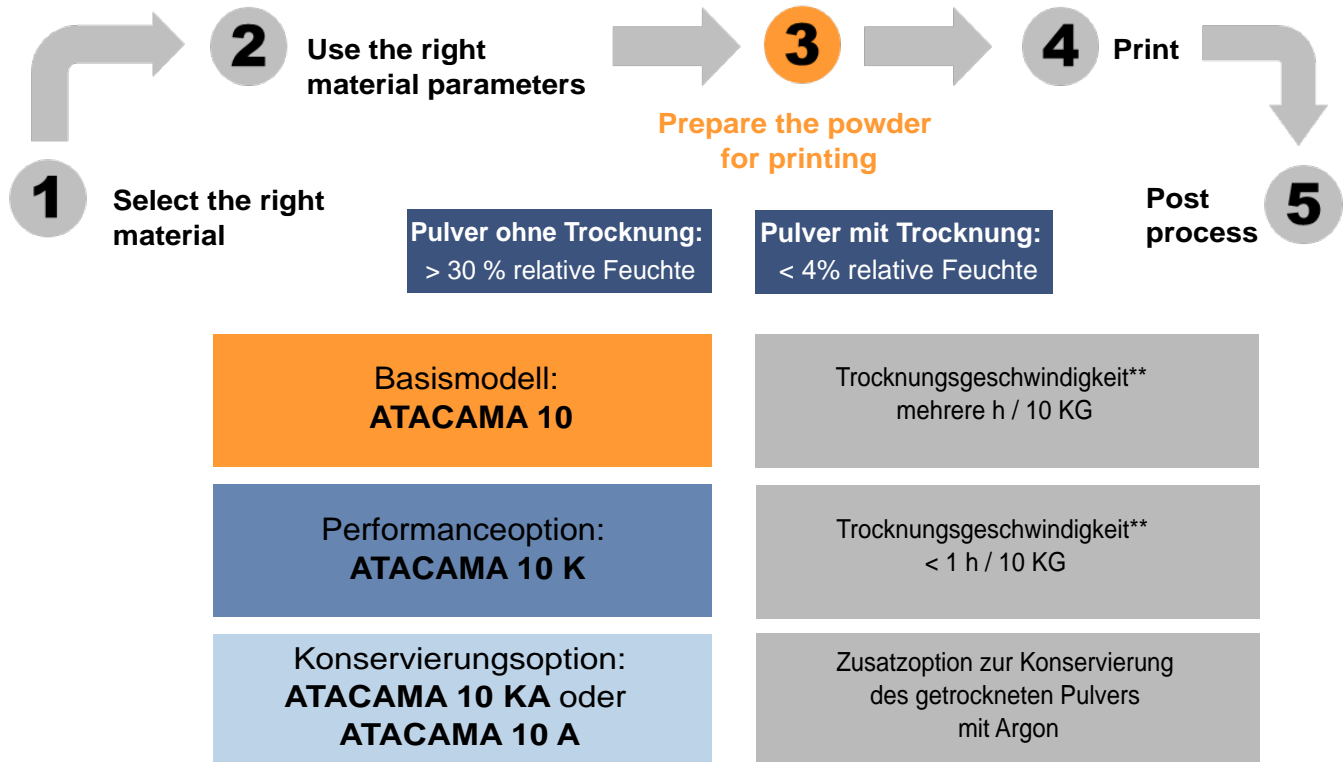 1
Select the right
material
2
Use the right
material parameters
3
Prepare the powder
for printing
4
Print
5
Post
process
Pulver ohne Trocknung:
> 30 % relative Feuchte
Pulver mit Trocknung:
< 4% relative Feuchte
Basismodell:
ATACAMA 10
Trocknungsgeschwindigkeit**
mehrere h / 10 KG
Performanceoption:
ATACAMA 10 K
Trocknungsgeschwindigkeit**
< 1 h / 10 KG
Konservierungsoption:
ATACAMA 10 KA oder
ATACAMA 10 A
Zusatzoption zur Konservierung
des getrockneten Pulvers
mit Argon